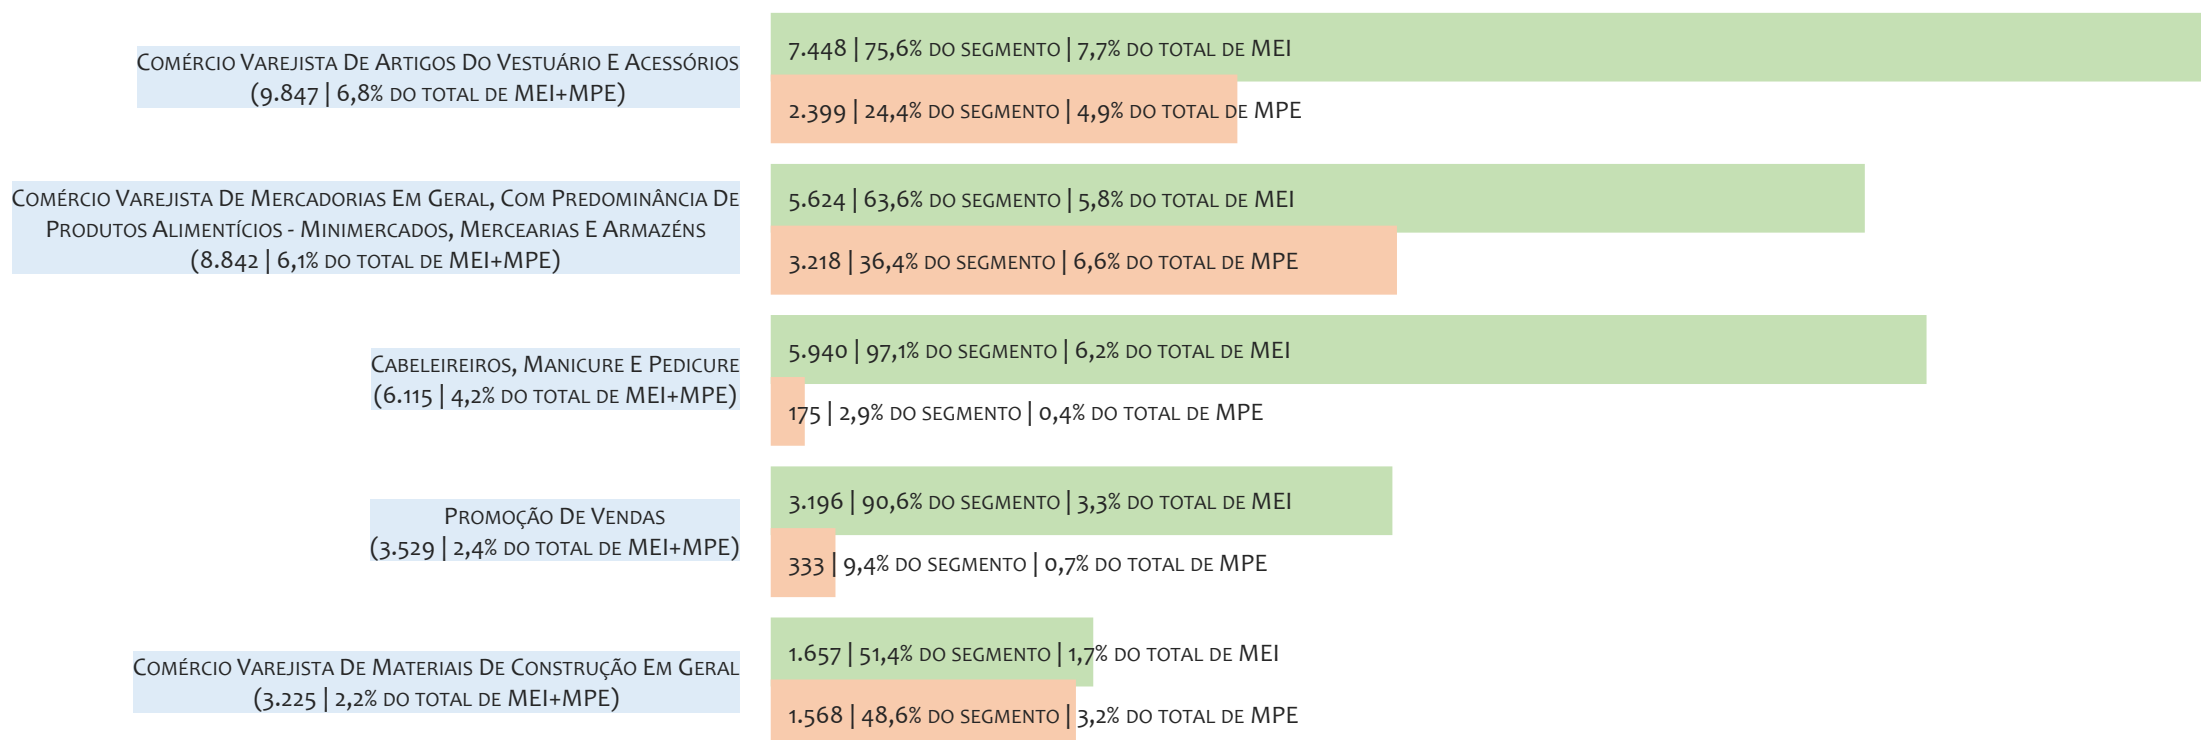 Comércio Varejista De Artigos Do Vestuário E Acessórios
(9.847 | 6,8% do total de MEI+MPE)
7.448 | 75,6% do segmento | 7,7% do total de MEI
2.399 | 24,4% do segmento | 4,9% do total de MPE
Comércio Varejista De Mercadorias Em Geral, Com Predominância De
Produtos Alimentícios - Minimercados, Mercearias E Armazéns
(8.842 | 6,1% do total de MEI+MPE)
5.624 | 63,6% do segmento | 5,8% do total de MEI
3.218 | 36,4% do segmento | 6,6% do total de MPE
Cabeleireiros, Manicure E Pedicure
(6.115 | 4,2% do total de MEI+MPE)
5.940 | 97,1% do segmento | 6,2% do total de MEI
175 | 2,9% do segmento | 0,4% do total de MPE
Promoção De Vendas
(3.529 | 2,4% do total de MEI+MPE)
3.196 | 90,6% do segmento | 3,3% do total de MEI
333 | 9,4% do segmento | 0,7% do total de MPE
Comércio Varejista De Materiais De Construção Em Geral
(3.225 | 2,2% do total de MEI+MPE)
1.657 | 51,4% do segmento | 1,7% do total de MEI
1.568 | 48,6% do segmento | 3,2% do total de MPE